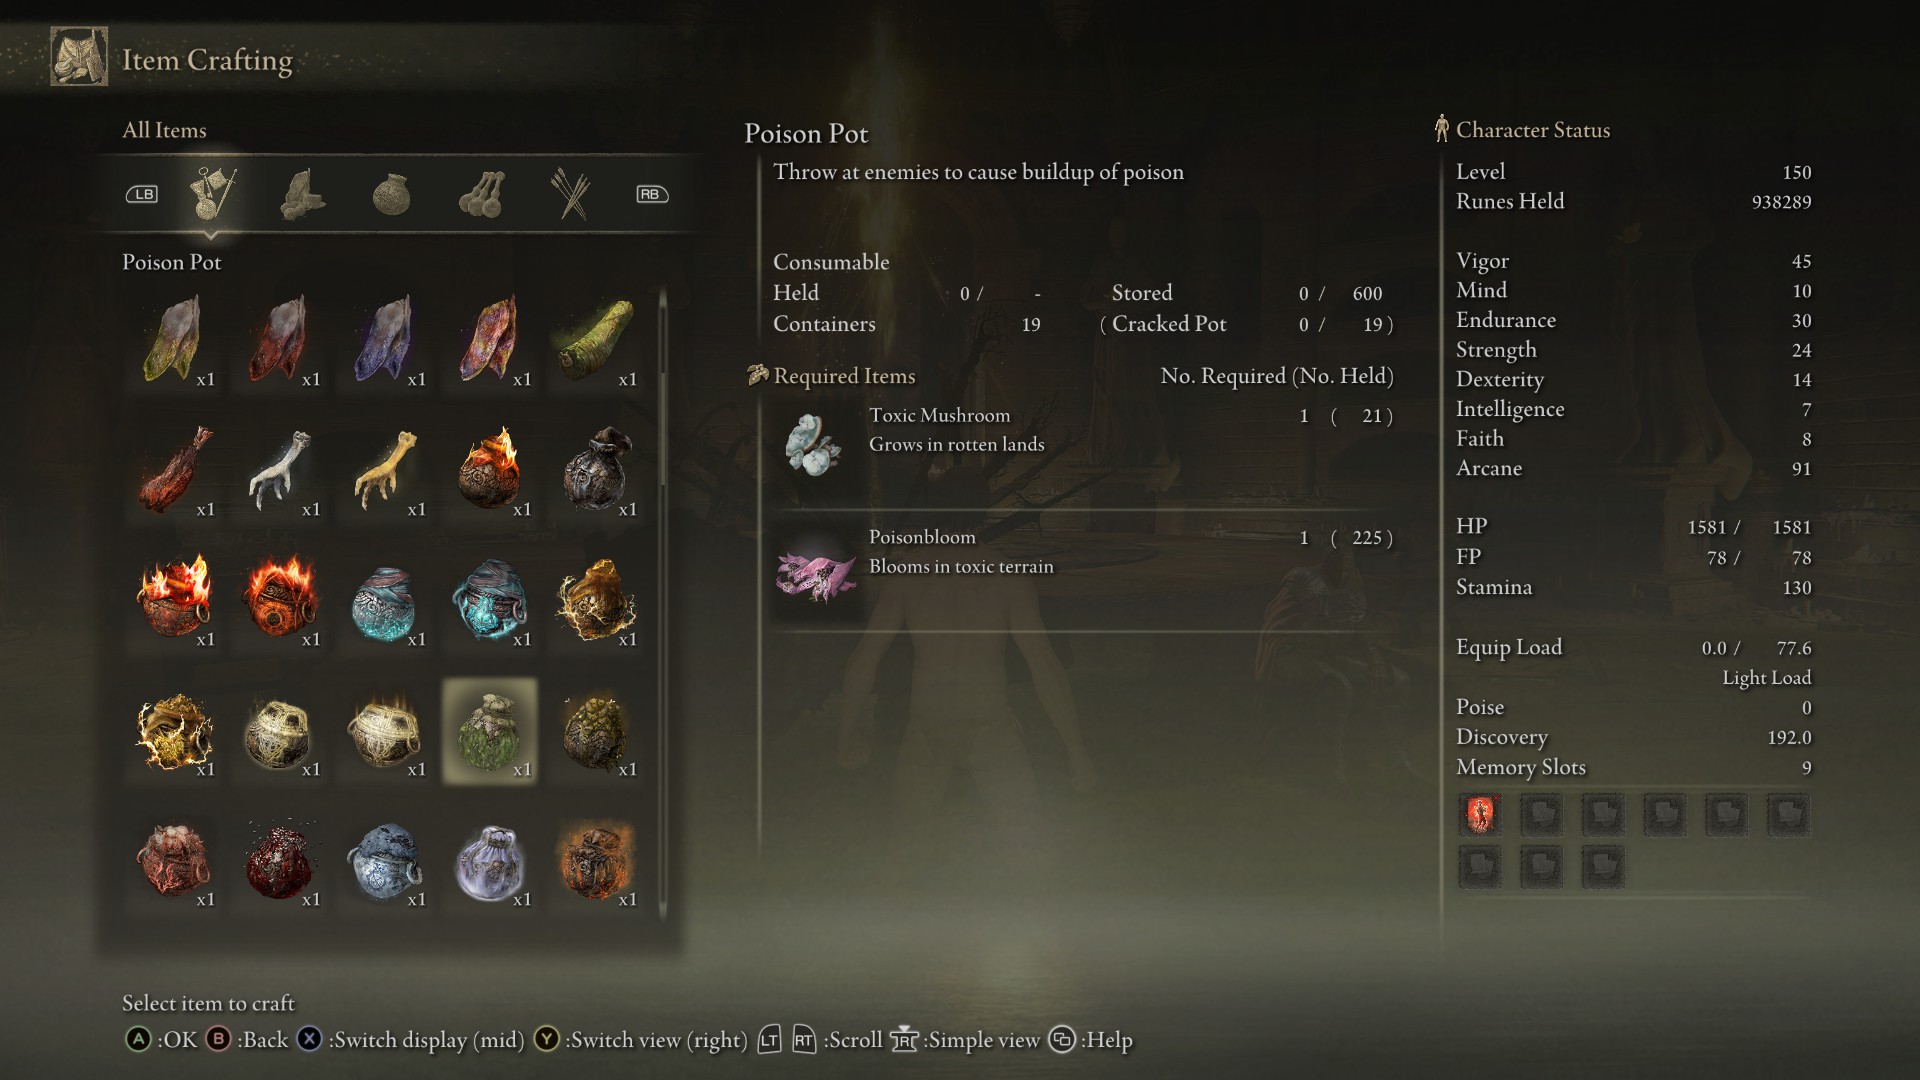 Item Crafting
All Items
LB
RB
Poison Pot
x1 x1 x1 x1 x1
x1 x1 x1 x1 x1
x1 x1 x1 x1 x1
x1 x1 x1 x1 x1
x1 x1 x1 x1 x1
Poison Pot
Throw at enemies to cause buildup of poison
Consumable
Held 0 / - Stored 0 / 600
Containers 19 ( Cracked Pot 0 / 19 )
Required Items No. Required (No. Held)
Toxic Mushroom 1 ( 21 )
Grows in rotten lands
Poisonbloom 1 ( 225 )
Blooms in toxic terrain
Character Status
Level 150
Runes Held 938289
Vigor 45
Mind 10
Endurance 30
Strength 24
Dexterity 14
Intelligence 7
Faith 8
Arcane 91
HP 1581 / 1581
FP 78 / 78
Stamina 130
Equip Load 0.0 / 77.6
Light Load
Poise 0
Discovery 192.0
Memory Slots 9
Select item to craft
A :OK B :Back X :Switch display (mid) Y :Switch view (right) LT RT :Scroll R :Simple view :Help